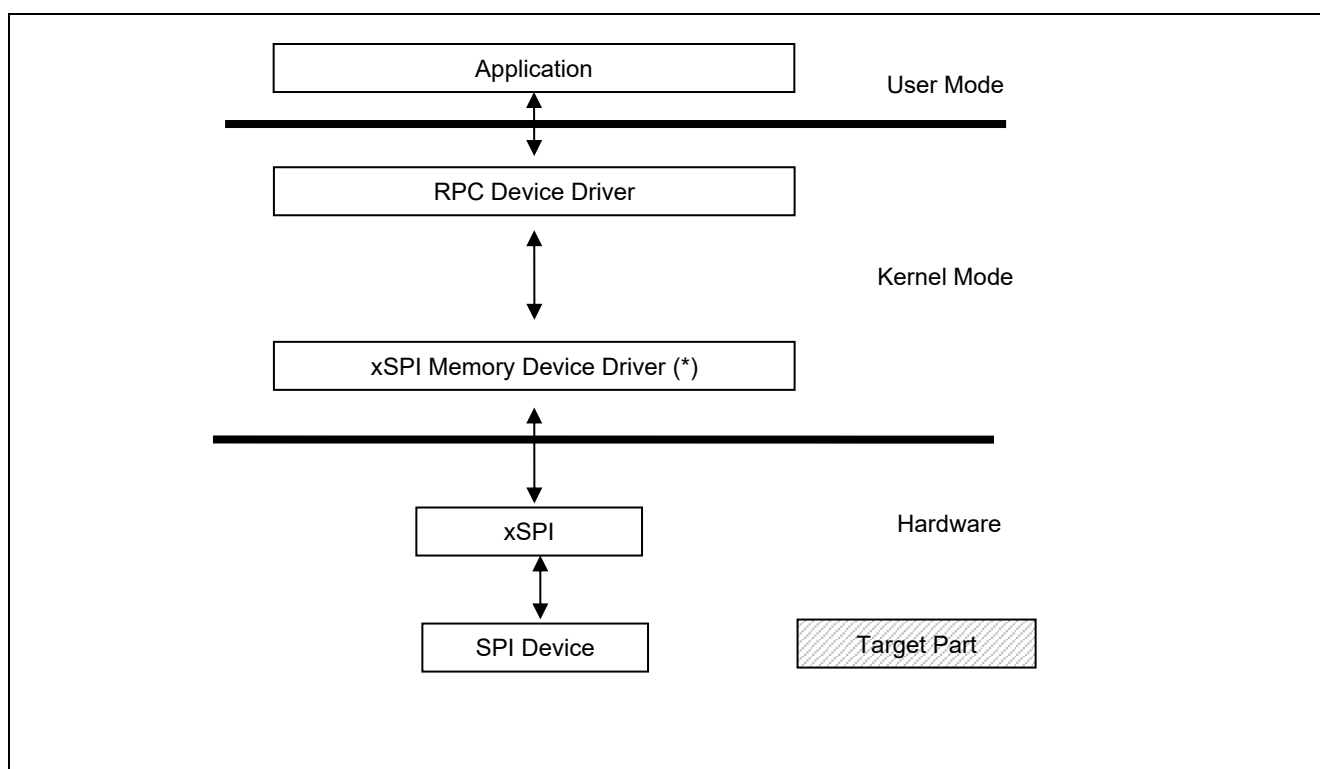 Application
User Mode
RPC Device Driver
Kernel Mode
xSPI Memory Device Driver (*)
xSPI
Hardware
SPI Device
Target Part